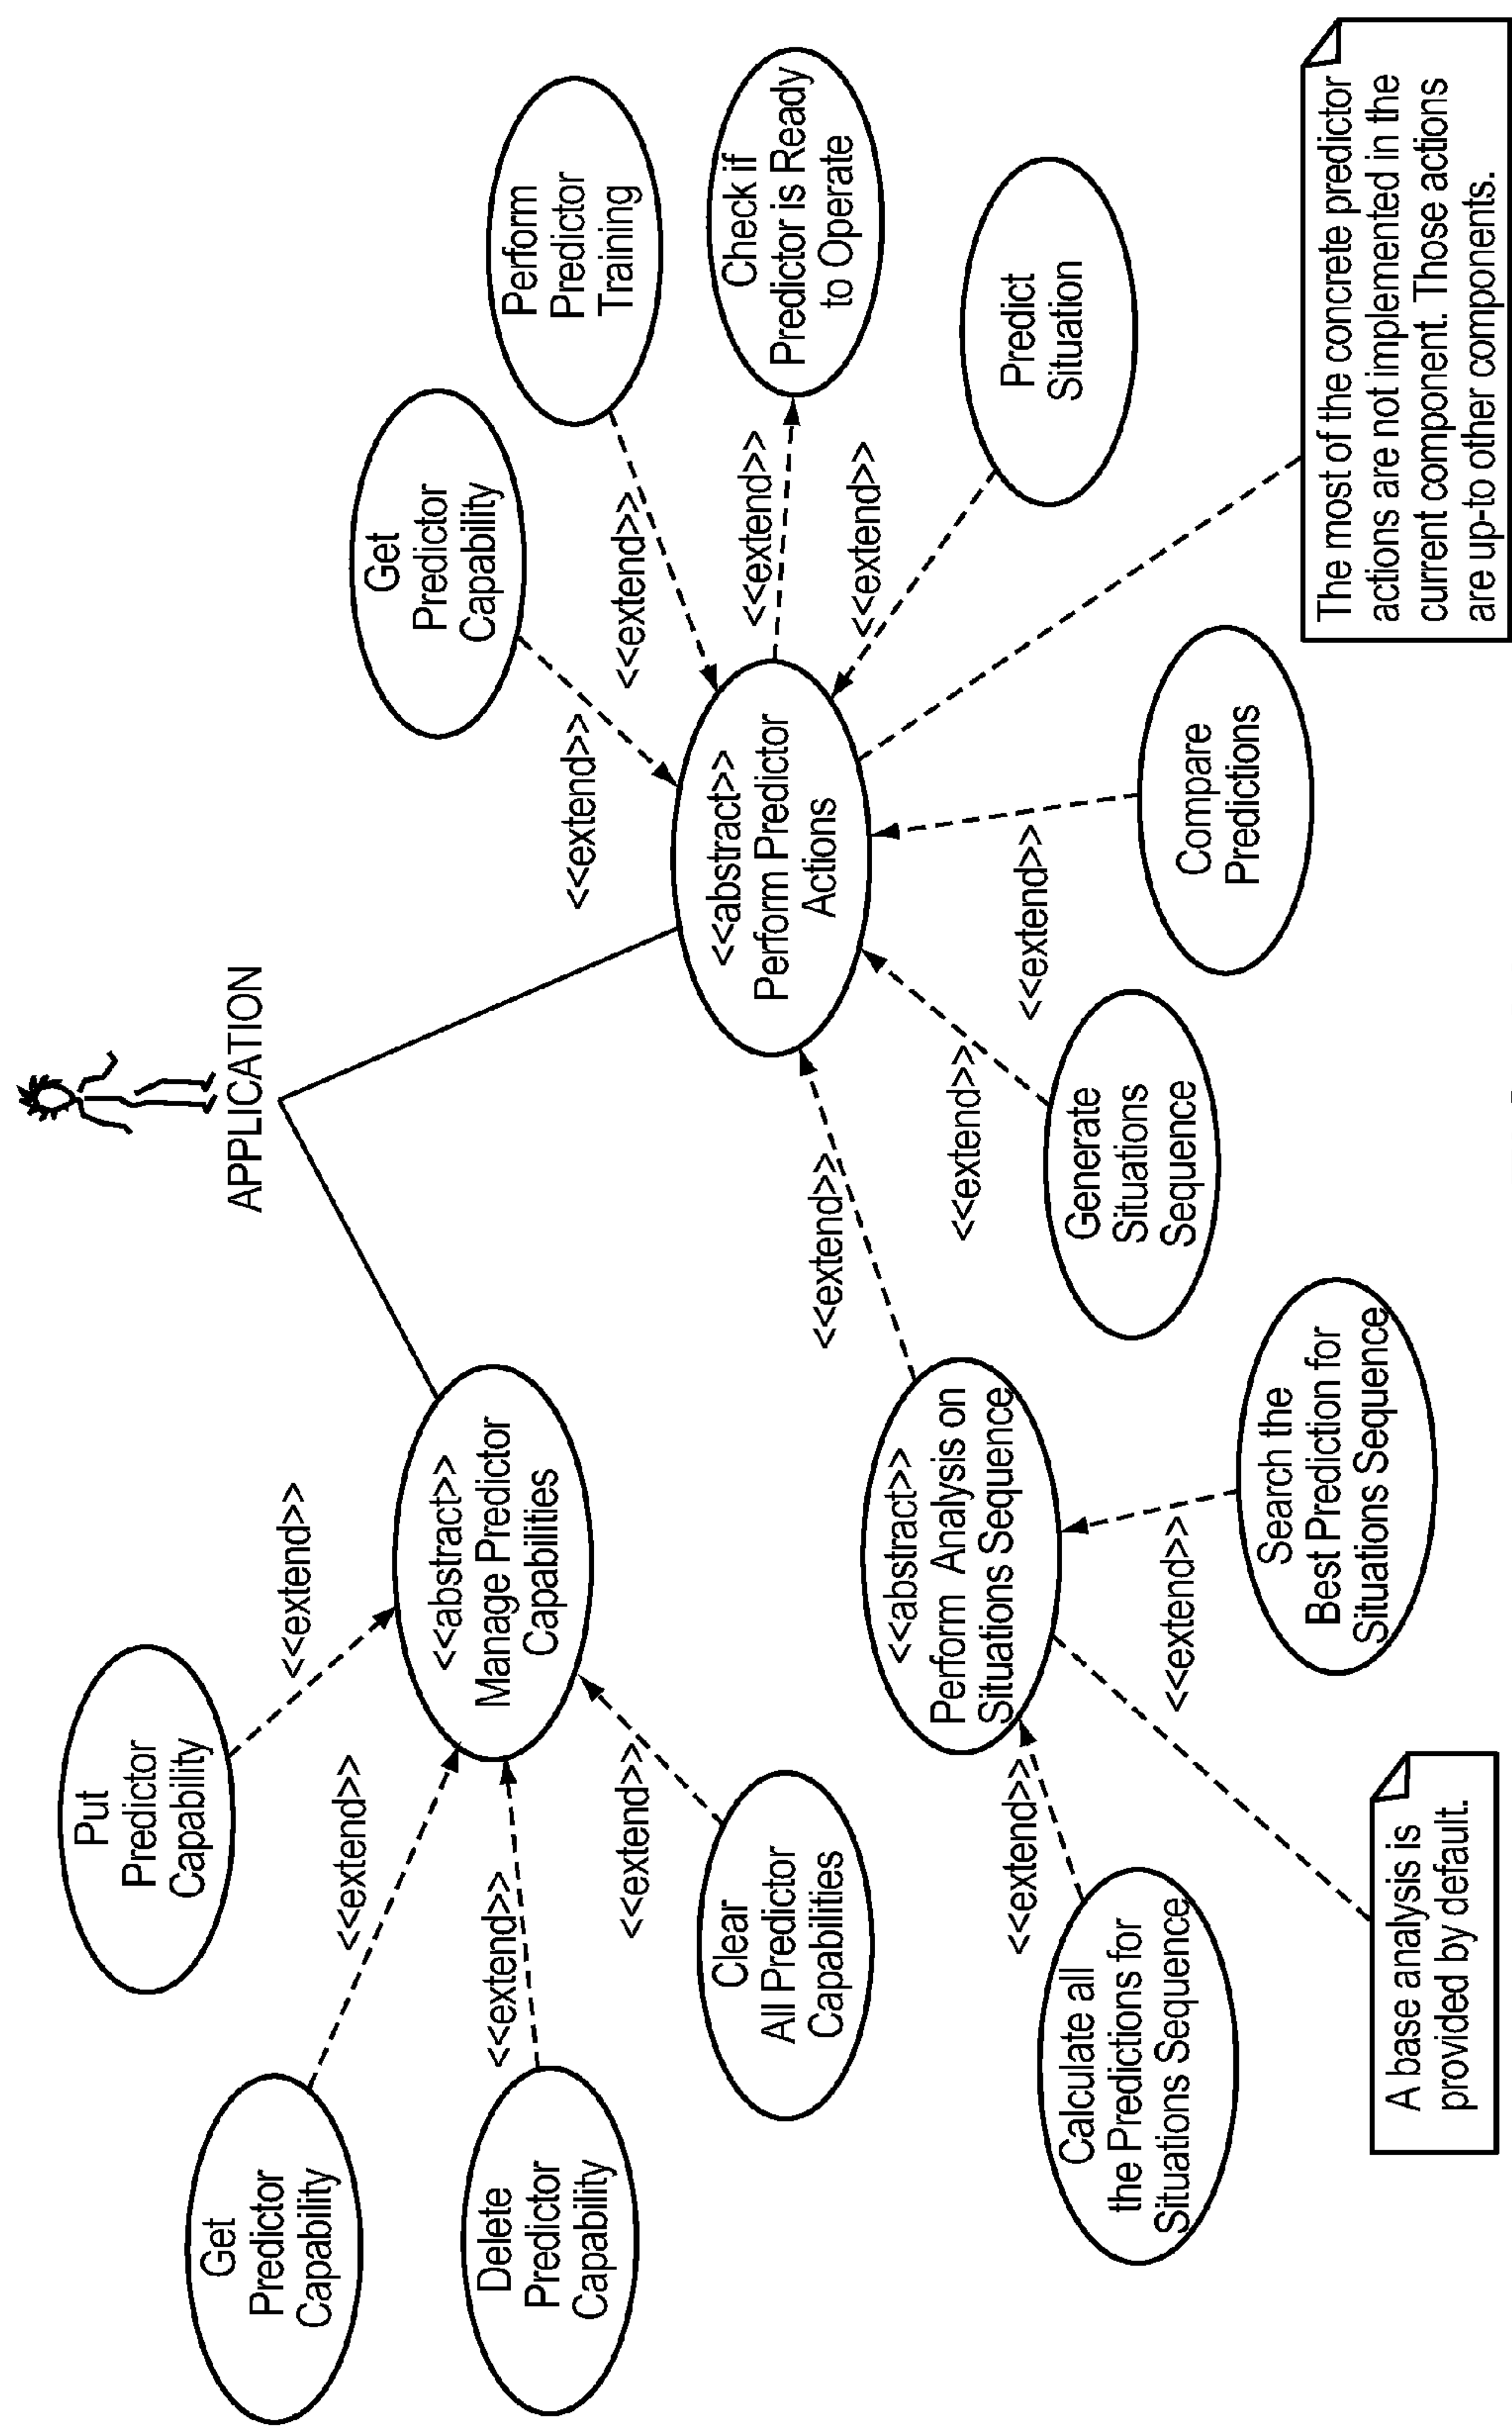 APPLICATION
Put
Predictor
Capability
<<extend>>
Get
Predictor
Capability
<<extend>>
<<abstract>>
Manage Predictor
Capabilities
Delete
Predictor
Capability
<<extend>>
Clear
All Predictor
Capabilities
<<extend>>
Get
Predictor
Capability
<<extend>>
Perform
Predictor
Training
<<extend>>
Check if
Predictor is Ready
to Operate
<<extend>>
<<abstract>>
Perform Predictor
Actions
Predict
Situation
<<extend>>
<<abstract>>
Perform Analysis on
Situations Sequence
<<extend>>
Generate
Situations
Sequence
<<extend>>
Compare
Predictions
<<extend>>
Calculate all
the Predictions for
Situations Sequence
<<extend>>
Search the
Best Prediction for
Situations Sequence
<<extend>>
A base analysis is
provided by default.
The most of the concrete predictor
actions are not implemented in the
current component. Those actions
are up-to other components.